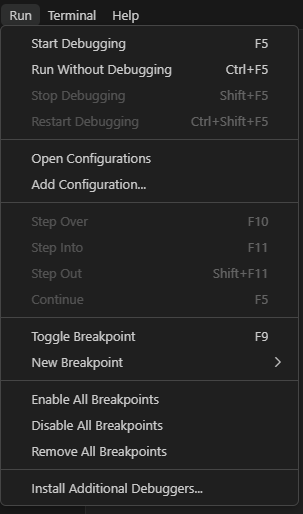 Run Terminal Help
Start Debugging F5
Run Without Debugging Ctrl+F5
Stop Debugging Shift+F5
Restart Debugging Ctrl+Shift+F5
Open Configurations
Add Configuration...
Step Over F10
Step Into F11
Step Out Shift+F11
Continue F5
Toggle Breakpoint F9
New Breakpoint
Enable All Breakpoints
Disable All Breakpoints
Remove All Breakpoints
Install Additional Debuggers...